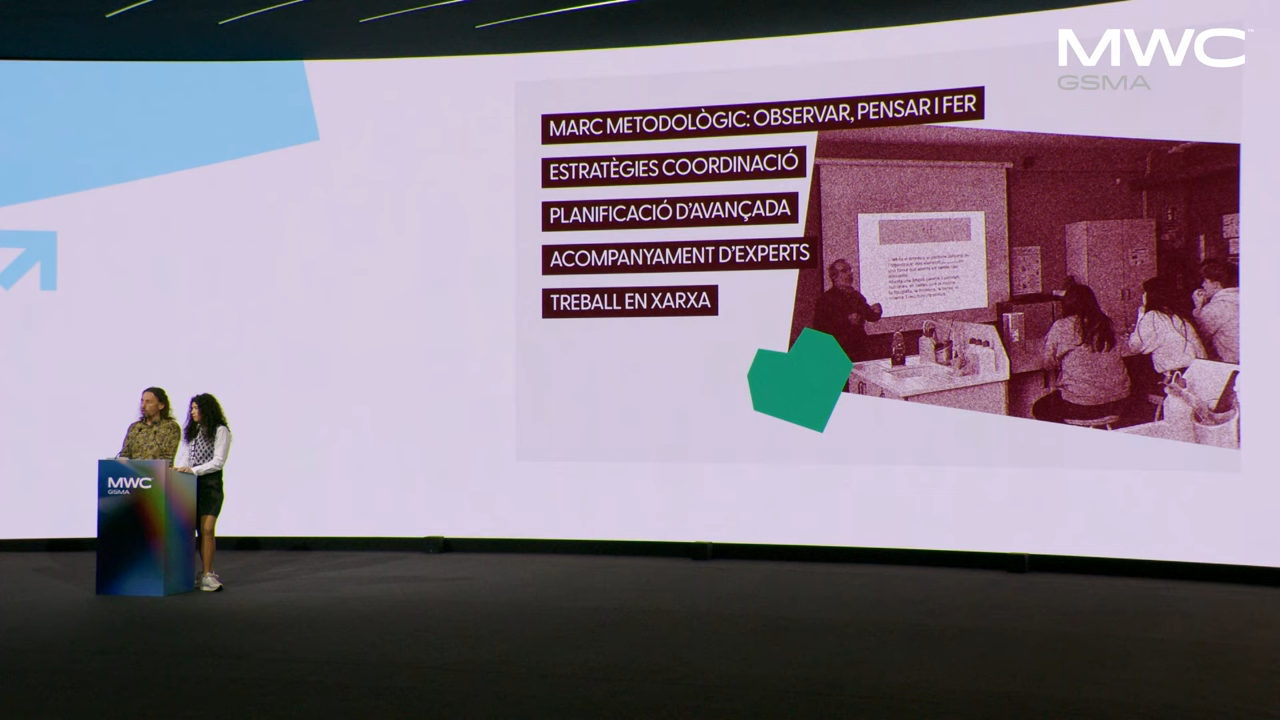 MWC
GSMA
MARC METODOLÒGIC: OBSERVAR, PENSAR I FER
ESTRATÈGIES COORDINACIÓ
PLANIFICACIÓ D'AVANÇADA
ACOMPANYAMENT D'EXPERTS
TREBALL EN XARXA
MWC
GSMA